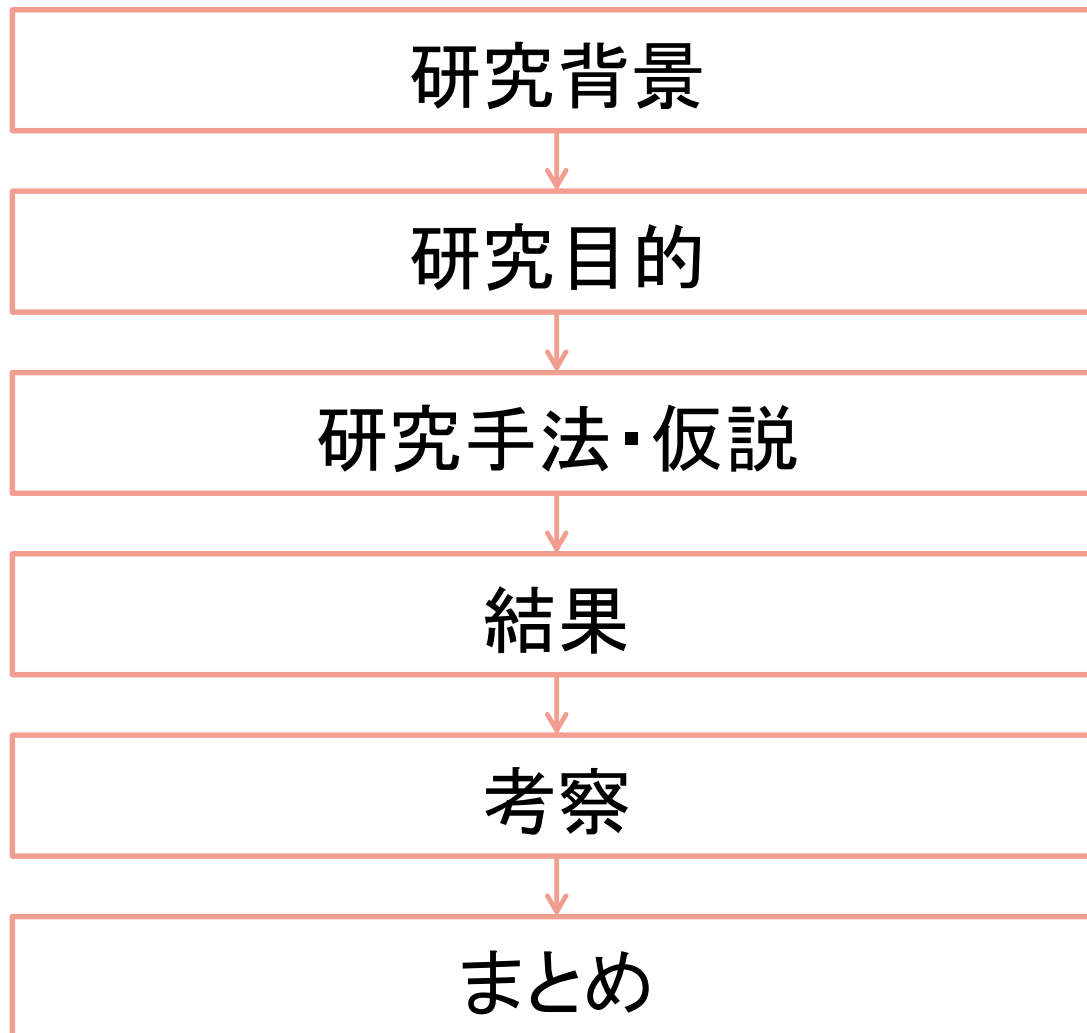 研究背景
研究目的
研究手法・仮説
結果
考察
まとめ